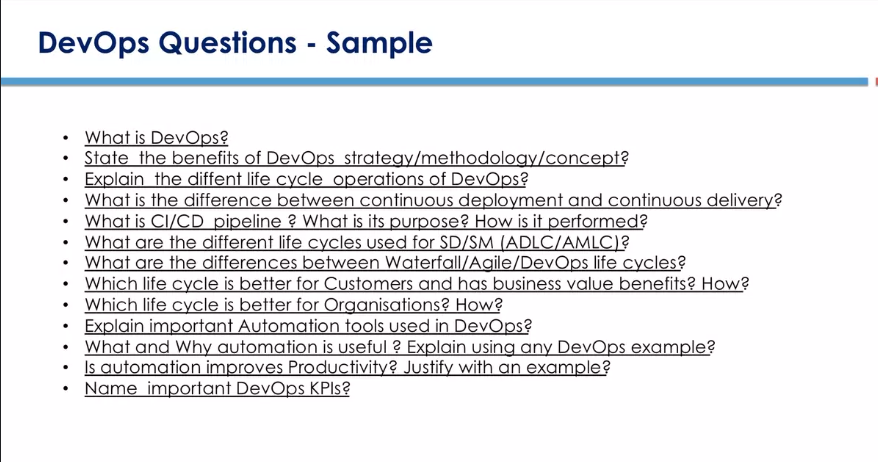 DevOps Questions - Sample
• What is DevOps?
• State the benefits of DevOps strategy/methodology/concept?
• Explain the diffent life cycle operations of DevOps?
• What is the difference between continuous deployment and continuous delivery?
• What is CI/CD pipeline ? What is its purpose? How is it performed?
• What are the different life cycles used for SD/SM (ADLC/AMLC)?
• What are the differences between Waterfall/Agile/DevOps life cycles?
• Which life cycle is better for Customers and has business value benefits? How?
• Which life cycle is better for Organisations? How?
• Explain important Automation tools used in DevOps?
• What and Why automation is useful ? Explain using any DevOps example?
• Is automation improves Productivity? Justify with an example?
• Name important DevOps KPIs?